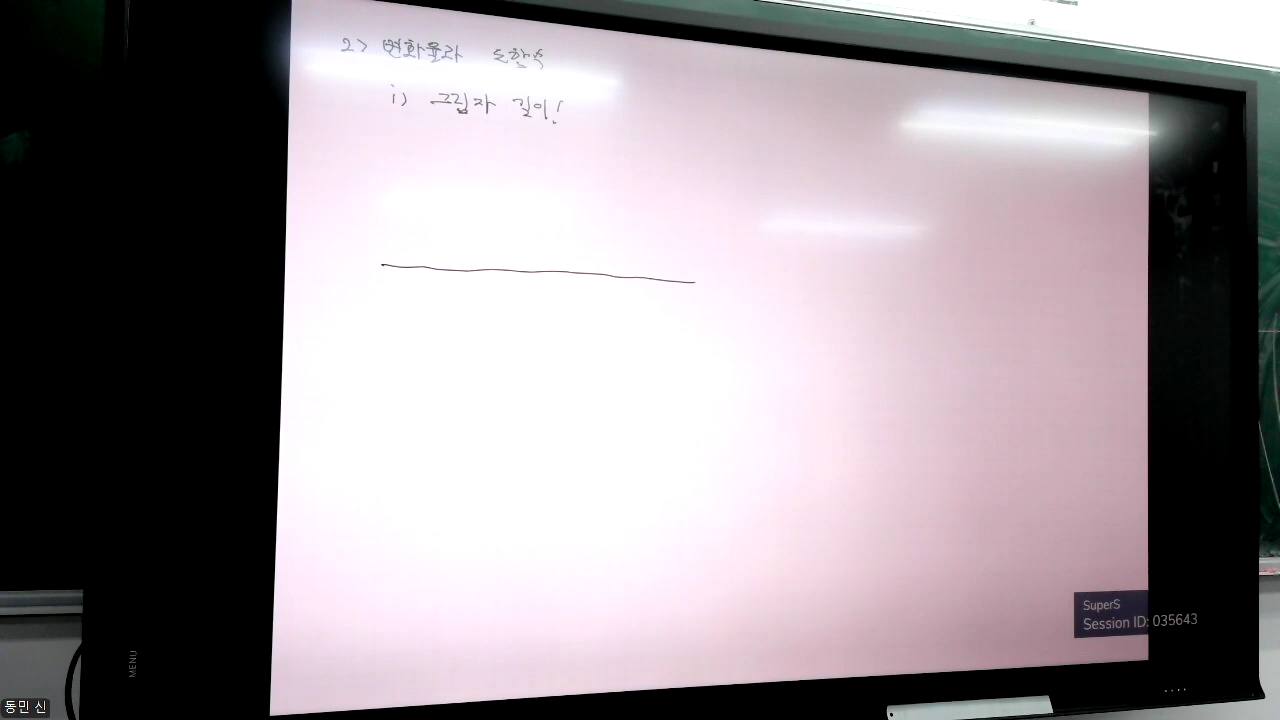 2> 변화율과 도함수
i) 그림자 길이!
SuperS
Session ID: 035643
MENU
동민 신